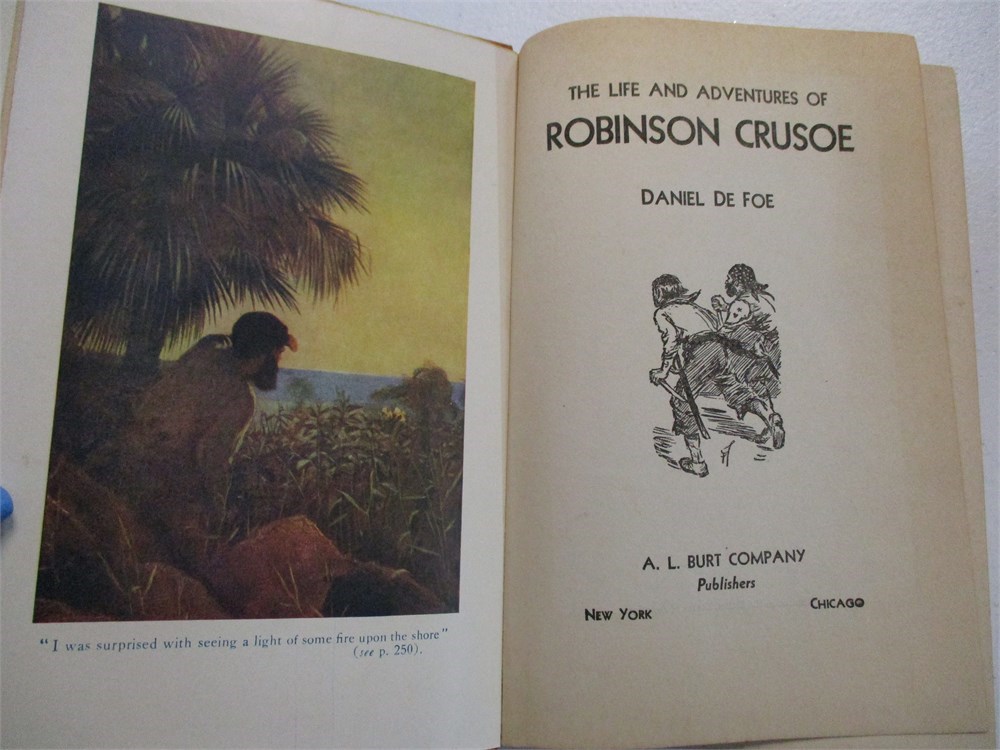 "I was surprised with seeing a light of some fire upon the shore"
(see p. 250).
THE LIFE AND ADVENTURES OF
ROBINSON CRUSOE
DANIEL DE FOE
A. L. BURT COMPANY
Publishers
NEW YORK CHICAGO